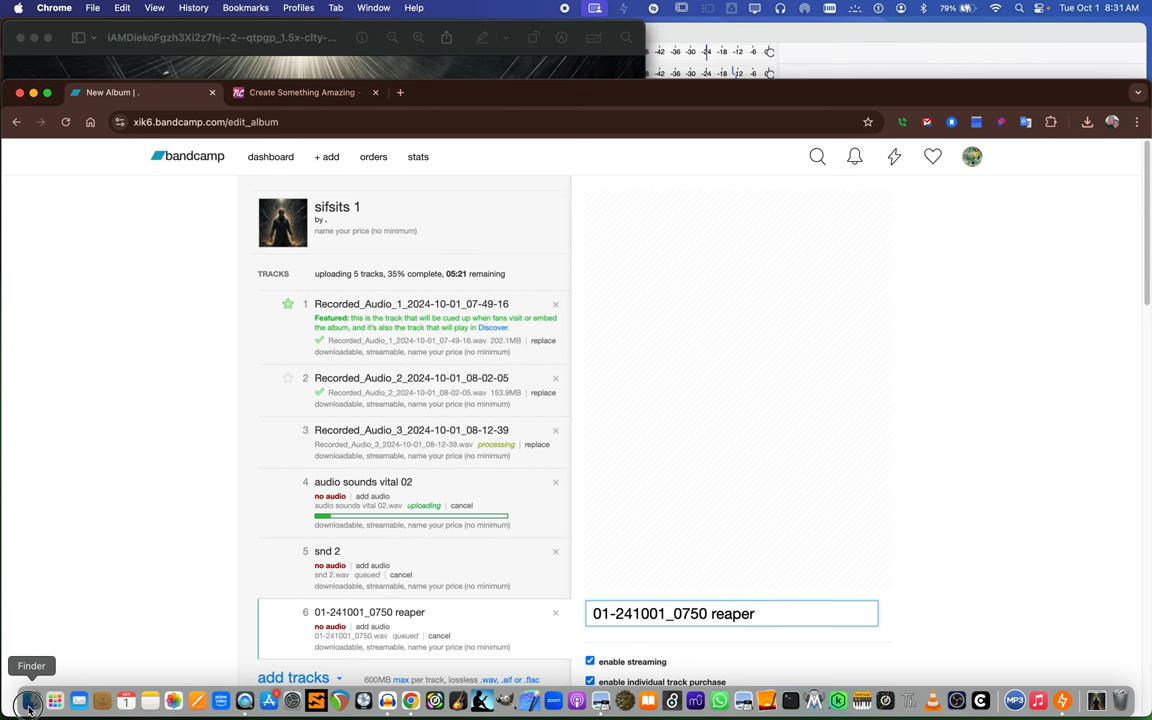 Chrome File Edit View History Bookmarks Profiles Tab Window Help 79% Tue Oct 1 8:31 AM
iAMDiekoFgzh3Xi2z7hj--2--qtpgp_1.5x-clty-...
-42 -36 -30 -24 -18 -12 -6 0
-42 -36 -30 -24 -18 -12 -6 0
New Album | . Create Something Amazing -
xik6.bandcamp.com/edit_album
bandcamp dashboard + add orders stats
sifsits 1
by .
name your price (no minimum)
TRACKS uploading 5 tracks, 35% complete, 05:21 remaining
1 Recorded_Audio_1_2024-10-01_07-49-16
Featured: this is the track that will be cued up when fans visit or embed
the album, and it's also the track that will play in Discover.
Recorded_Audio_1_2024-10-01_07-49-16.wav 202.1MB | replace
downloadable, streamable, name your price (no minimum)
2 Recorded_Audio_2_2024-10-01_08-02-05
Recorded_Audio_2_2024-10-01_08-02-05.wav 153.9MB | replace
downloadable, streamable, name your price (no minimum)
3 Recorded_Audio_3_2024-10-01_08-12-39
Recorded_Audio_3_2024-10-01_08-12-39.wav processing | replace
downloadable, streamable, name your price (no minimum)
4 audio sounds vital 02
no audio | add audio
audio sounds vital 02.wav uploading | cancel
downloadable, streamable, name your price (no minimum)
5 snd 2
no audio | add audio
snd 2.wav queued | cancel
downloadable, streamable, name your price (no minimum)
6 01-241001_0750 reaper
no audio | add audio
01-241001_0750.wav queued | cancel
downloadable, streamable, name your price (no minimum)
01-241001_0750 reaper
enable streaming
enable individual track purchase
add tracks 600MB max per track, lossless .wav, .aif or .flac
Finder